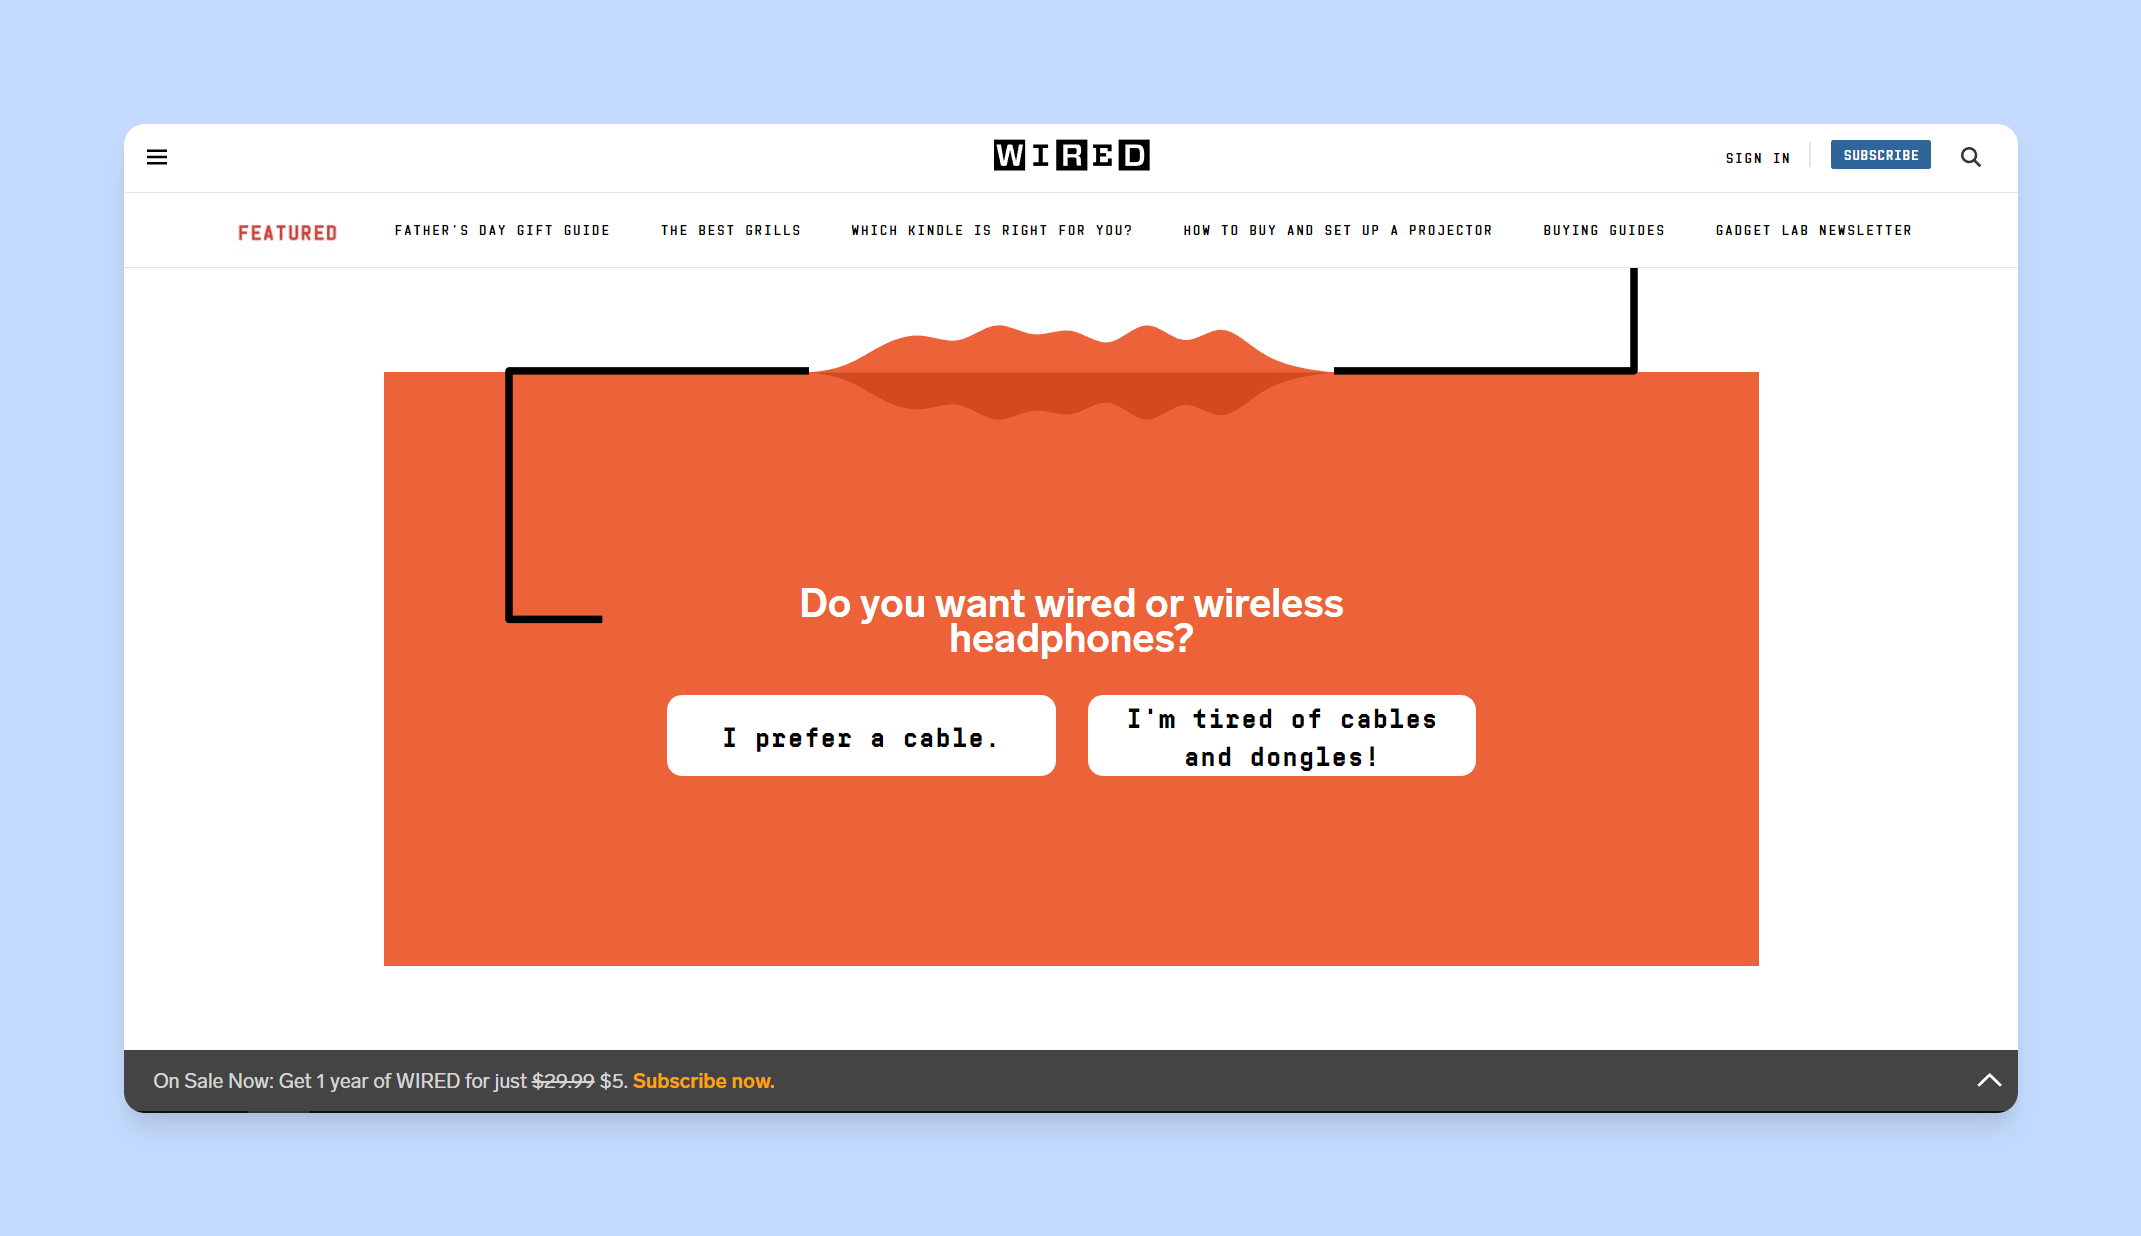 WIRED
SIGN IN
SUBSCRIBE
FEATURED
FATHER'S DAY GIFT GUIDE
THE BEST GRILLS
WHICH KINDLE IS RIGHT FOR YOU?
HOW TO BUY AND SET UP A PROJECTOR
BUYING GUIDES
GADGET LAB NEWSLETTER
Do you want wired or wireless
headphones?
I prefer a cable.
I'm tired of cables
and dongles!
On Sale Now: Get 1 year of WIRED for just $29.99 $5. Subscribe now.